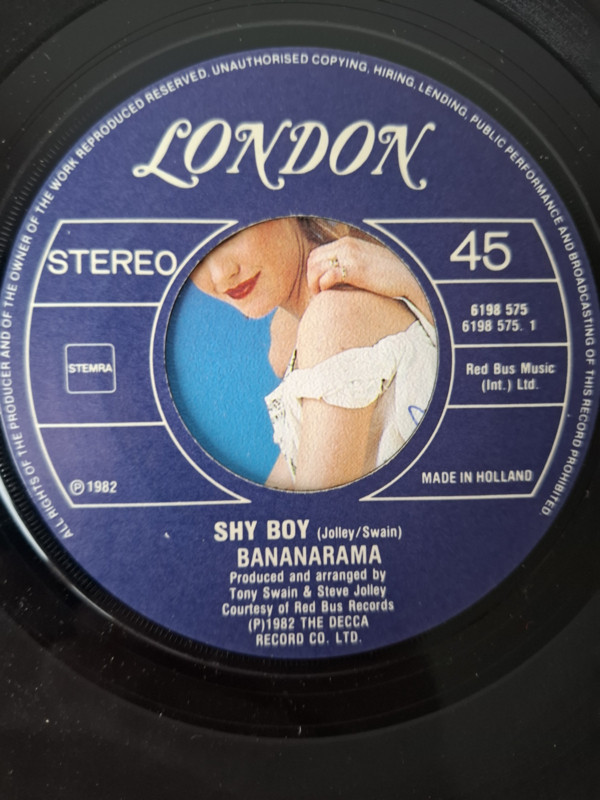 ALL RIGHTS OF THE PRODUCER AND OF THE OWNER OF THE WORK REPRODUCED RESERVED. UNAUTHORISED COPYING, HIRING, LENDING, PUBLIC PERFORMANCE AND BROADCASTING OF THIS RECORD PROHIBITED
LONDON
STEREO
45
6198 575
6198 575. 1
STEMRA
Red Bus Music
(Int.) Ltd.
Ⓟ1982
MADE IN HOLLAND
SHY BOY (Jolley/Swain)
BANANARAMA
Produced and arranged by
Tony Swain & Steve Jolley
Courtesy of Red Bus Records
(P)1982 THE DECCA
RECORD CO. LTD.